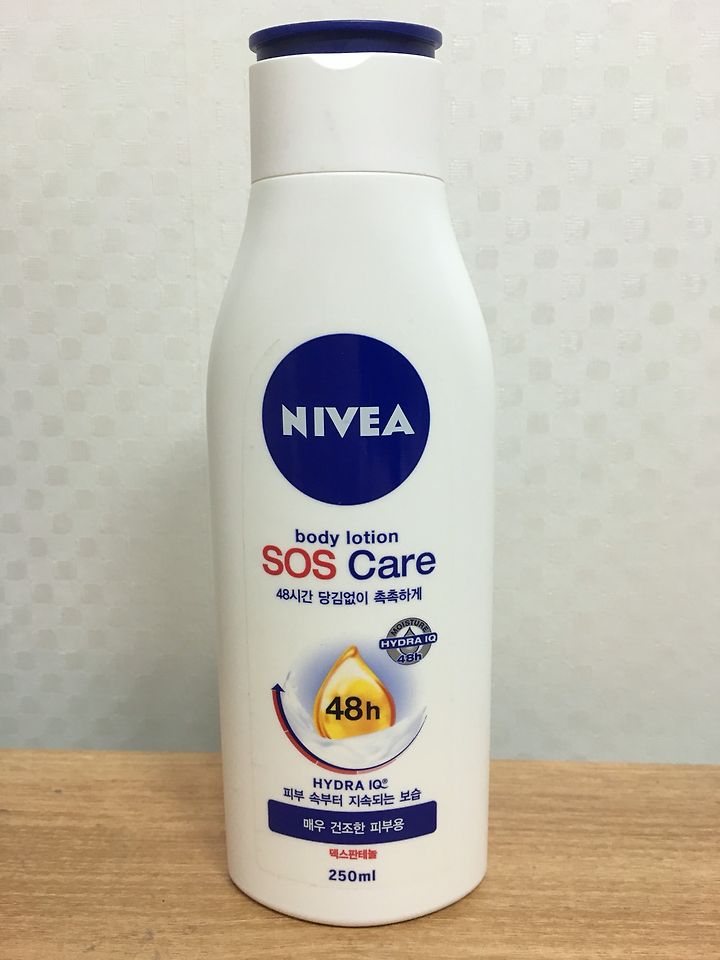 NIVEA
body lotion
SOS Care
48시간 당김없이 촉촉하게
MOISTURE
HYDRA IQ
48h
48h
HYDRA IQ®
피부 속부터 지속되는 보습
매우 건조한 피부용
덱스판테놀
250ml